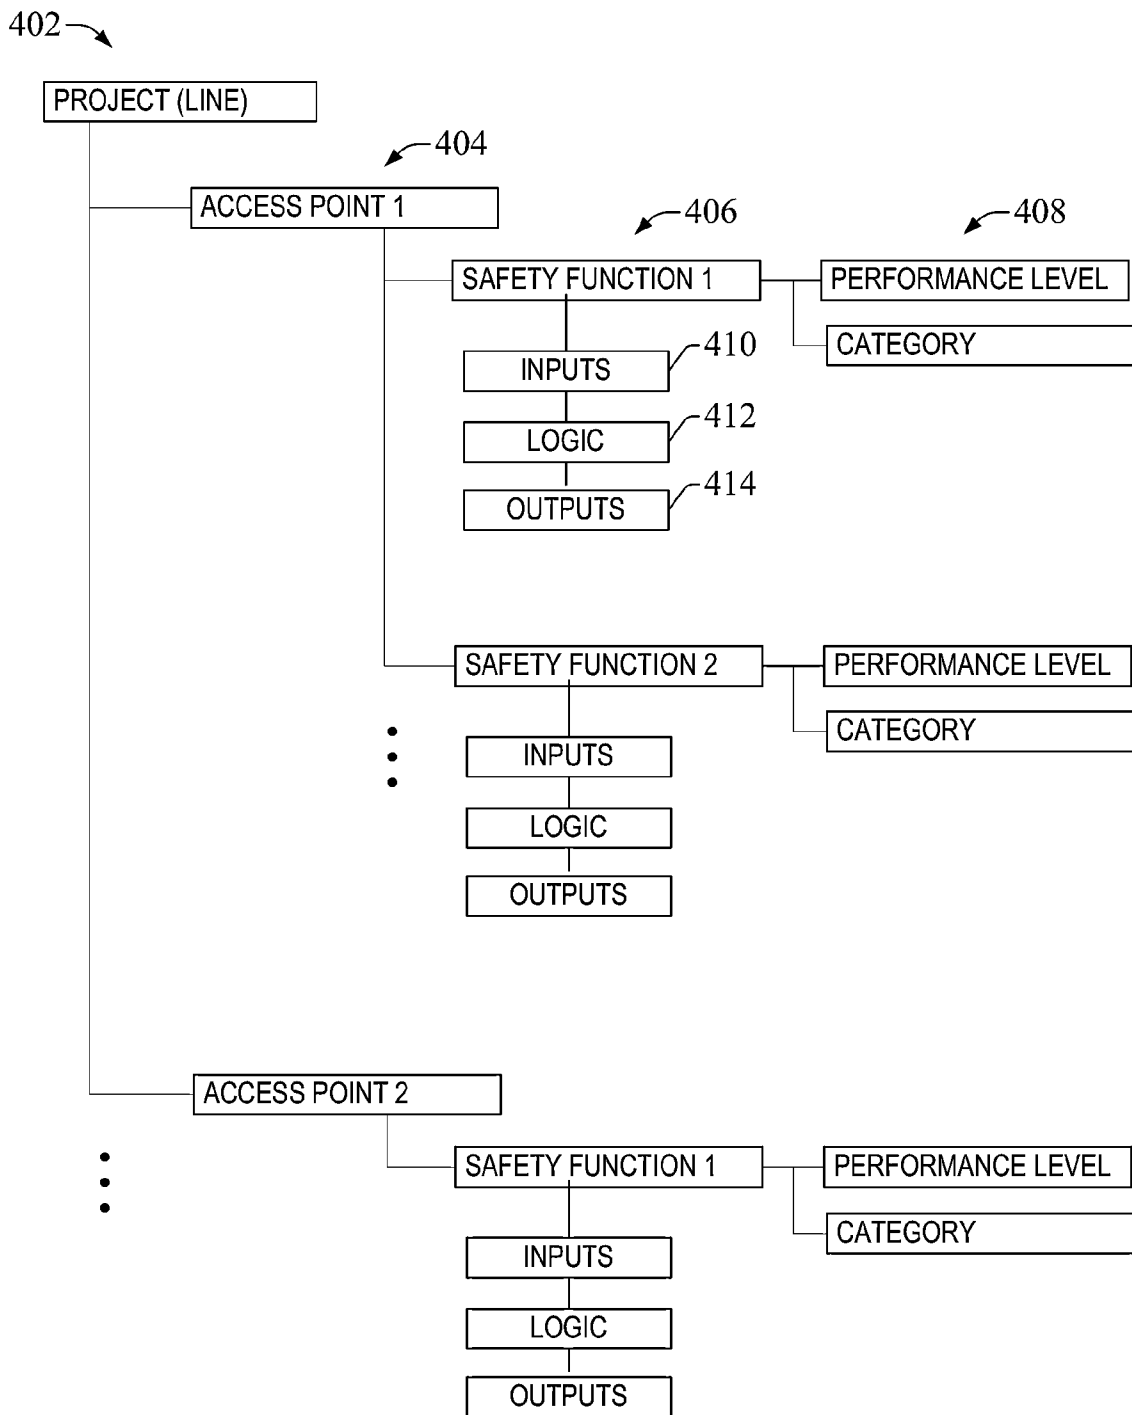 402
PROJECT (LINE)
404
ACCESS POINT 1
406
408
SAFETY FUNCTION 1
PERFORMANCE LEVEL
CATEGORY
INPUTS
410
LOGIC
412
OUTPUTS
414
SAFETY FUNCTION 2
PERFORMANCE LEVEL
CATEGORY
INPUTS
LOGIC
OUTPUTS
ACCESS POINT 2
SAFETY FUNCTION 1
PERFORMANCE LEVEL
CATEGORY
INPUTS
LOGIC
OUTPUTS